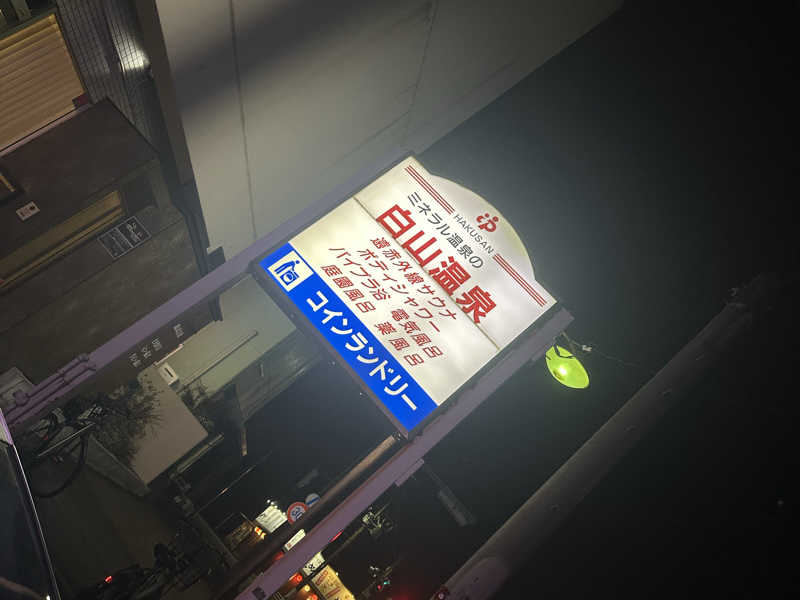 HAKUSAN
ミネラル温泉の
白山温泉
遠赤外線サウナ
ボディシャワー
バイブラ浴 電気風呂
庭園風呂 薬風呂
コインランドリー